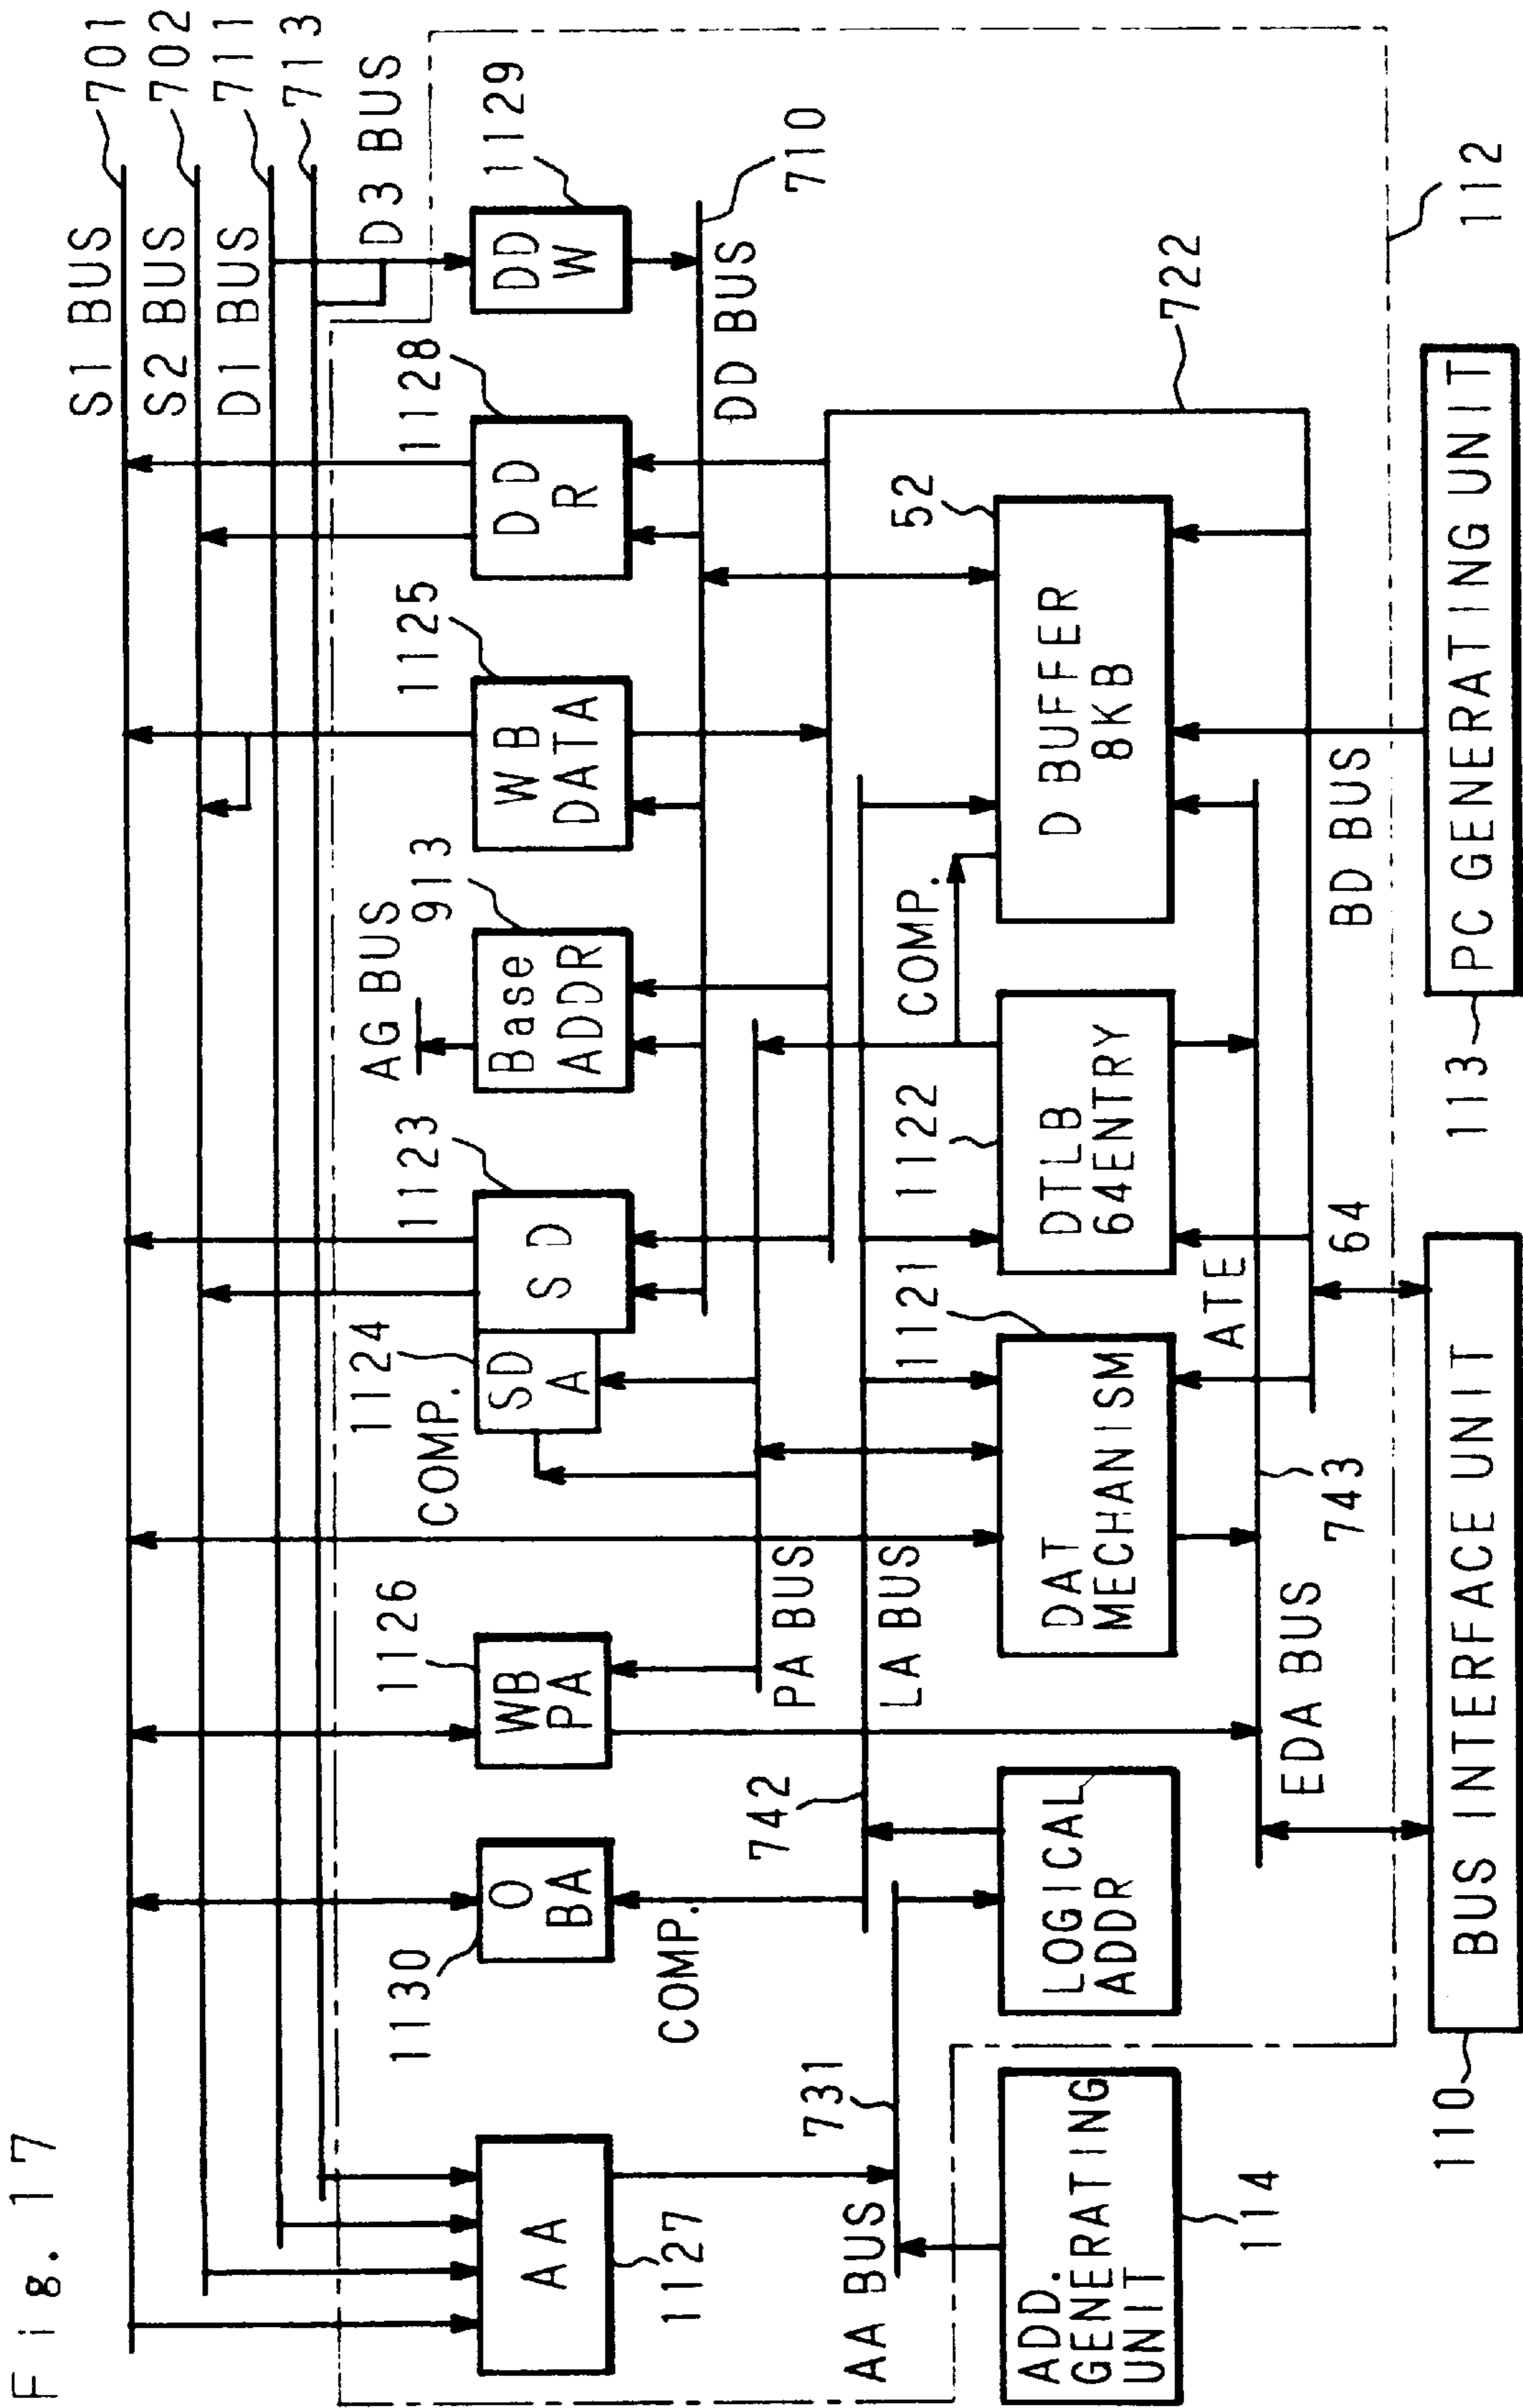 Fig. 17
S1 BUS
701
S2 BUS
702
D1 BUS
711
713
D3 BUS
AA
1127
O
BA
1130
COMP.
WB
PA
1126
COMP.
1124
SD
A
SD
1123
AG BUS
913
Base
ADDR
1125
WB
DATA
1128
DD
R
1129
DD
W
DD BUS
710
PA BUS
LA BUS
742
AA BUS
731
LOGICAL
ADDR
DAT
MECHANISM
1121
DTLB
64ENTRY
1122
COMP.
D BUFFER
8KB
52
722
ATE
EDA BUS
743
64
BD BUS
112
ADD.
GENERATING
UNIT
114
BUS INTERFACE UNIT
110
PC GENERATING UNIT
113